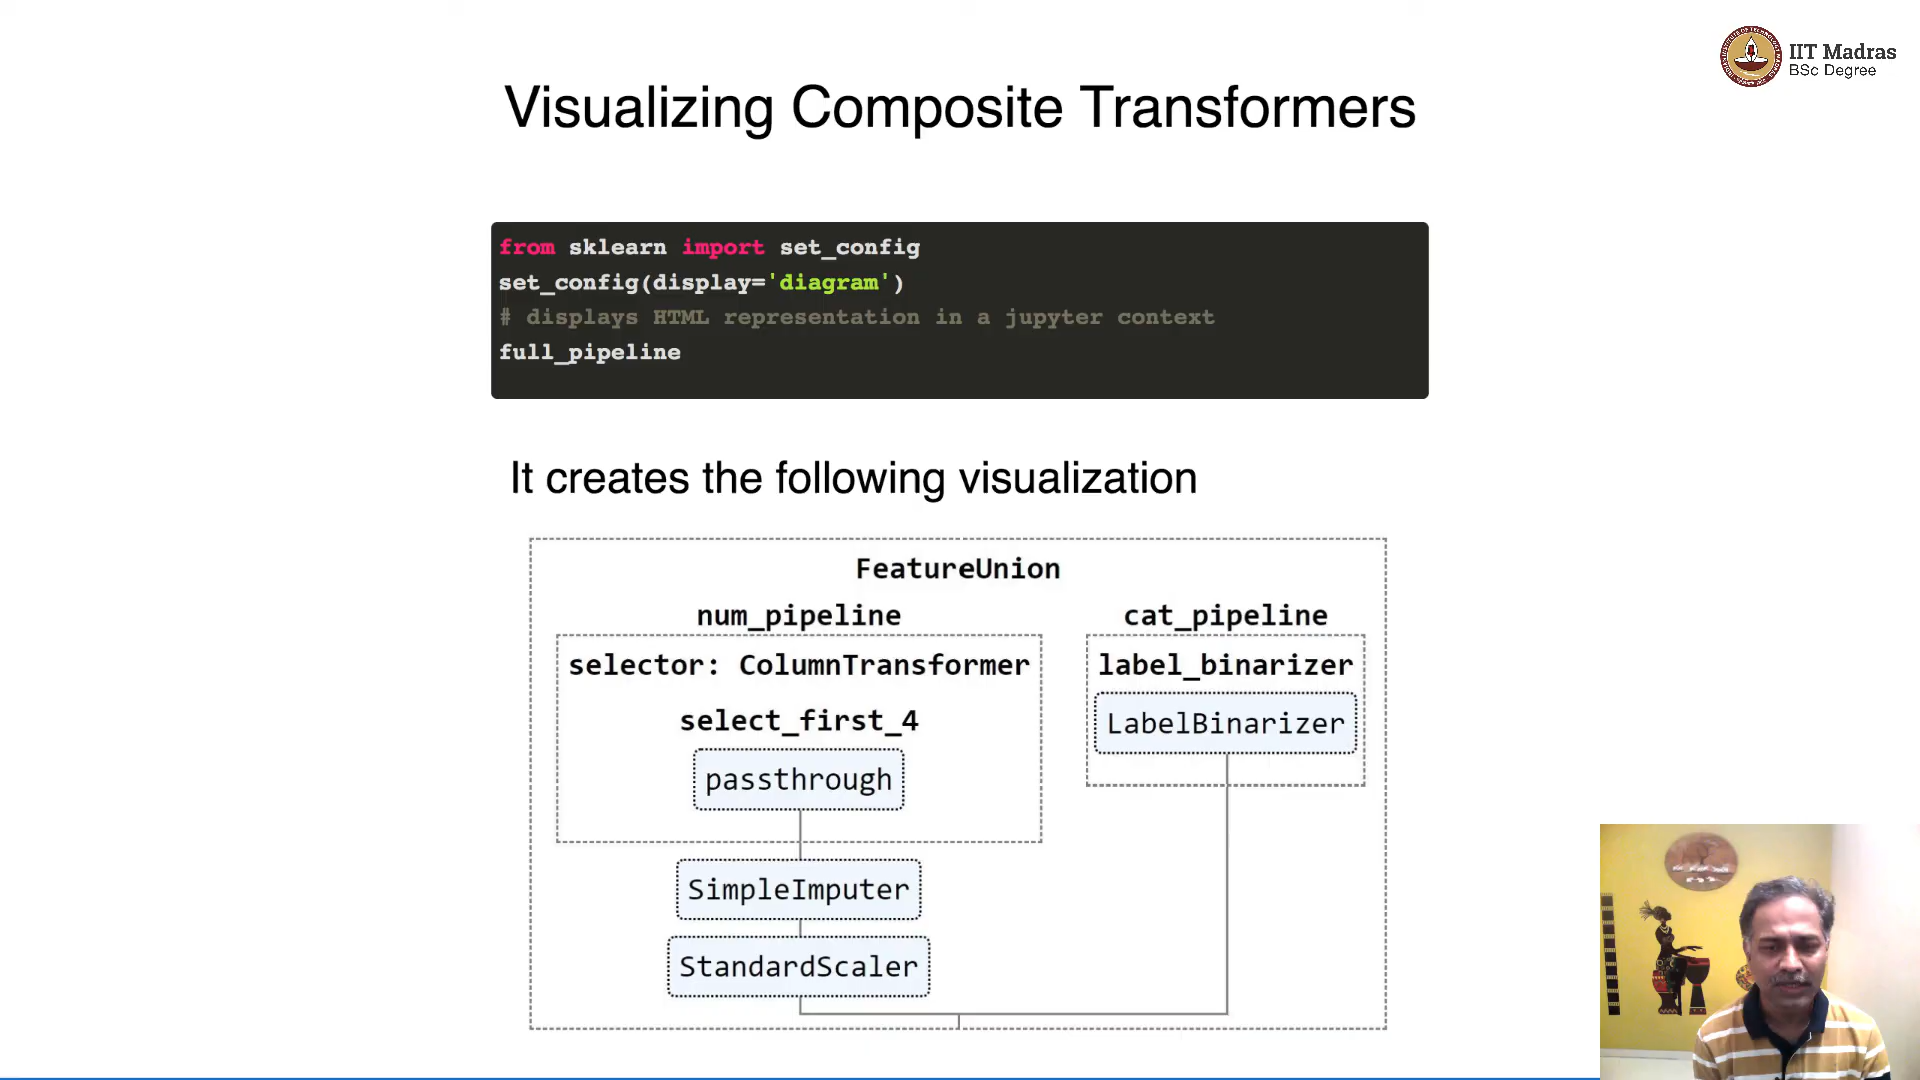 IIT Madras
BSc Degree
Visualizing Composite Transformers
from sklearn import set_config
set_config(display='diagram')
# displays HTML representation in a jupyter context
full_pipeline
It creates the following visualization
FeatureUnion
num_pipeline
selector: ColumnTransformer
select_first_4
passthrough
SimpleImputer
StandardScaler
cat_pipeline
label_binarizer
LabelBinarizer